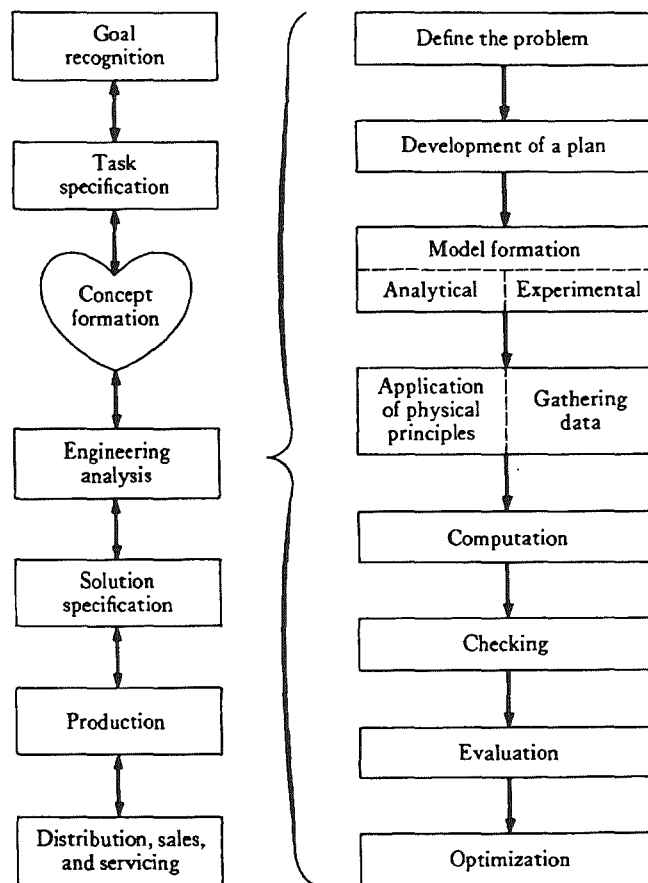 Goal
recognition
Task
specification
Concept
formation
Engineering
analysis
Solution
specification
Production
Distribution, sales,
and servicing
Define the problem
Development of a plan
Model formation
Analytical
Experimental
Application
of physical
principles
Gathering
data
Computation
Checking
Evaluation
Optimization